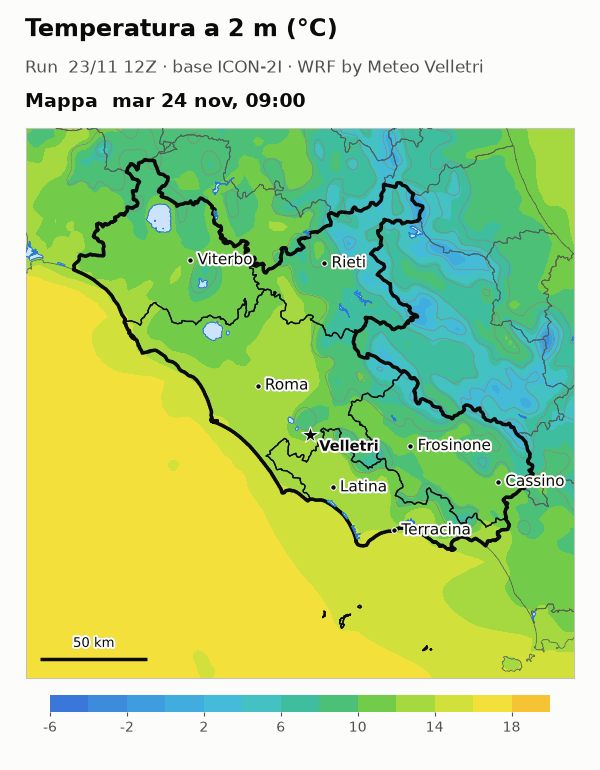 Temperatura a 2 m (°C)
Run  23/11 12Z · base ICON-2I · WRF by Meteo Velletri
Mappa  mar 24 nov, 09:00
Viterbo
Rieti
Roma
Velletri
Frosinone
Latina
Cassino
Terracina
50 km
-6 -2 2 6 10 14 18